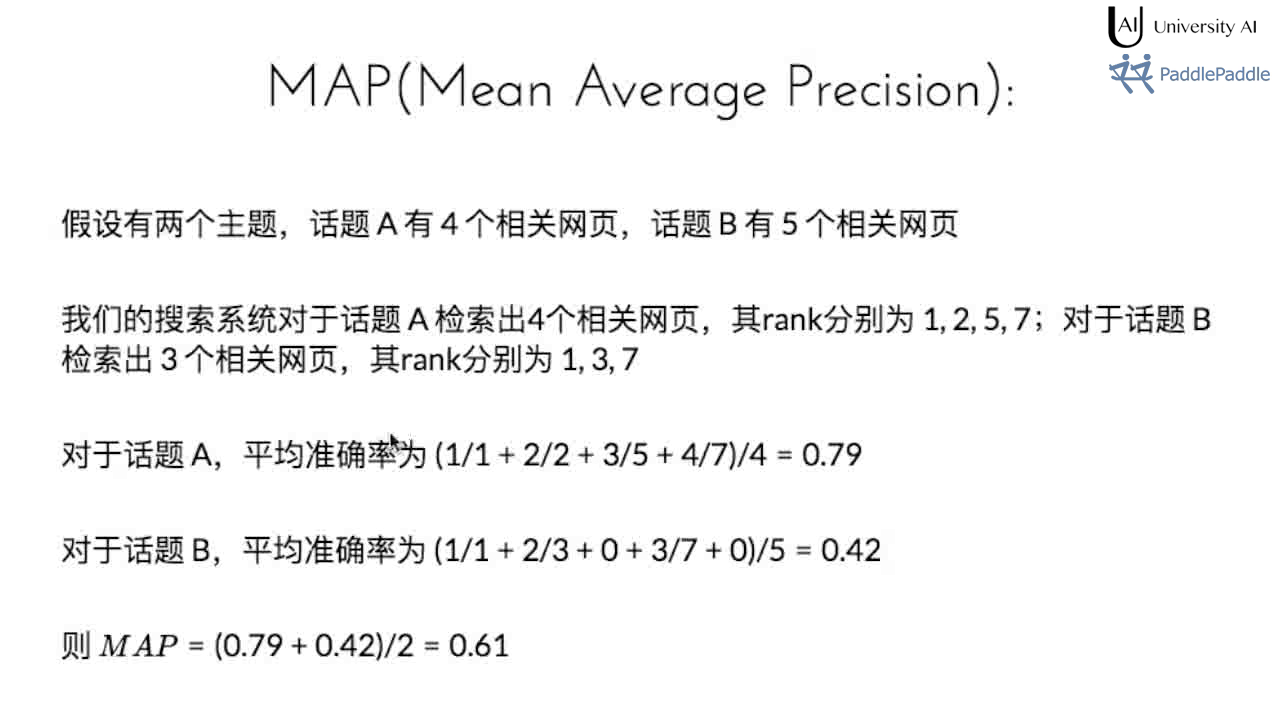 UAI University AI
PaddlePaddle
MAP(Mean Average Precision):
假设有两个主题，话题 A 有 4 个相关网页，话题 B 有 5 个相关网页
我们的搜索系统对于话题 A 检索出4个相关网页，其rank分别为 1, 2, 5, 7；对于话题 B
检索出 3 个相关网页，其rank分别为 1, 3, 7
对于话题 A，平均准确率为 (1/1 + 2/2 + 3/5 + 4/7)/4 = 0.79
对于话题 B，平均准确率为 (1/1 + 2/3 + 0 + 3/7 + 0)/5 = 0.42
则 MAP = (0.79 + 0.42)/2 = 0.61